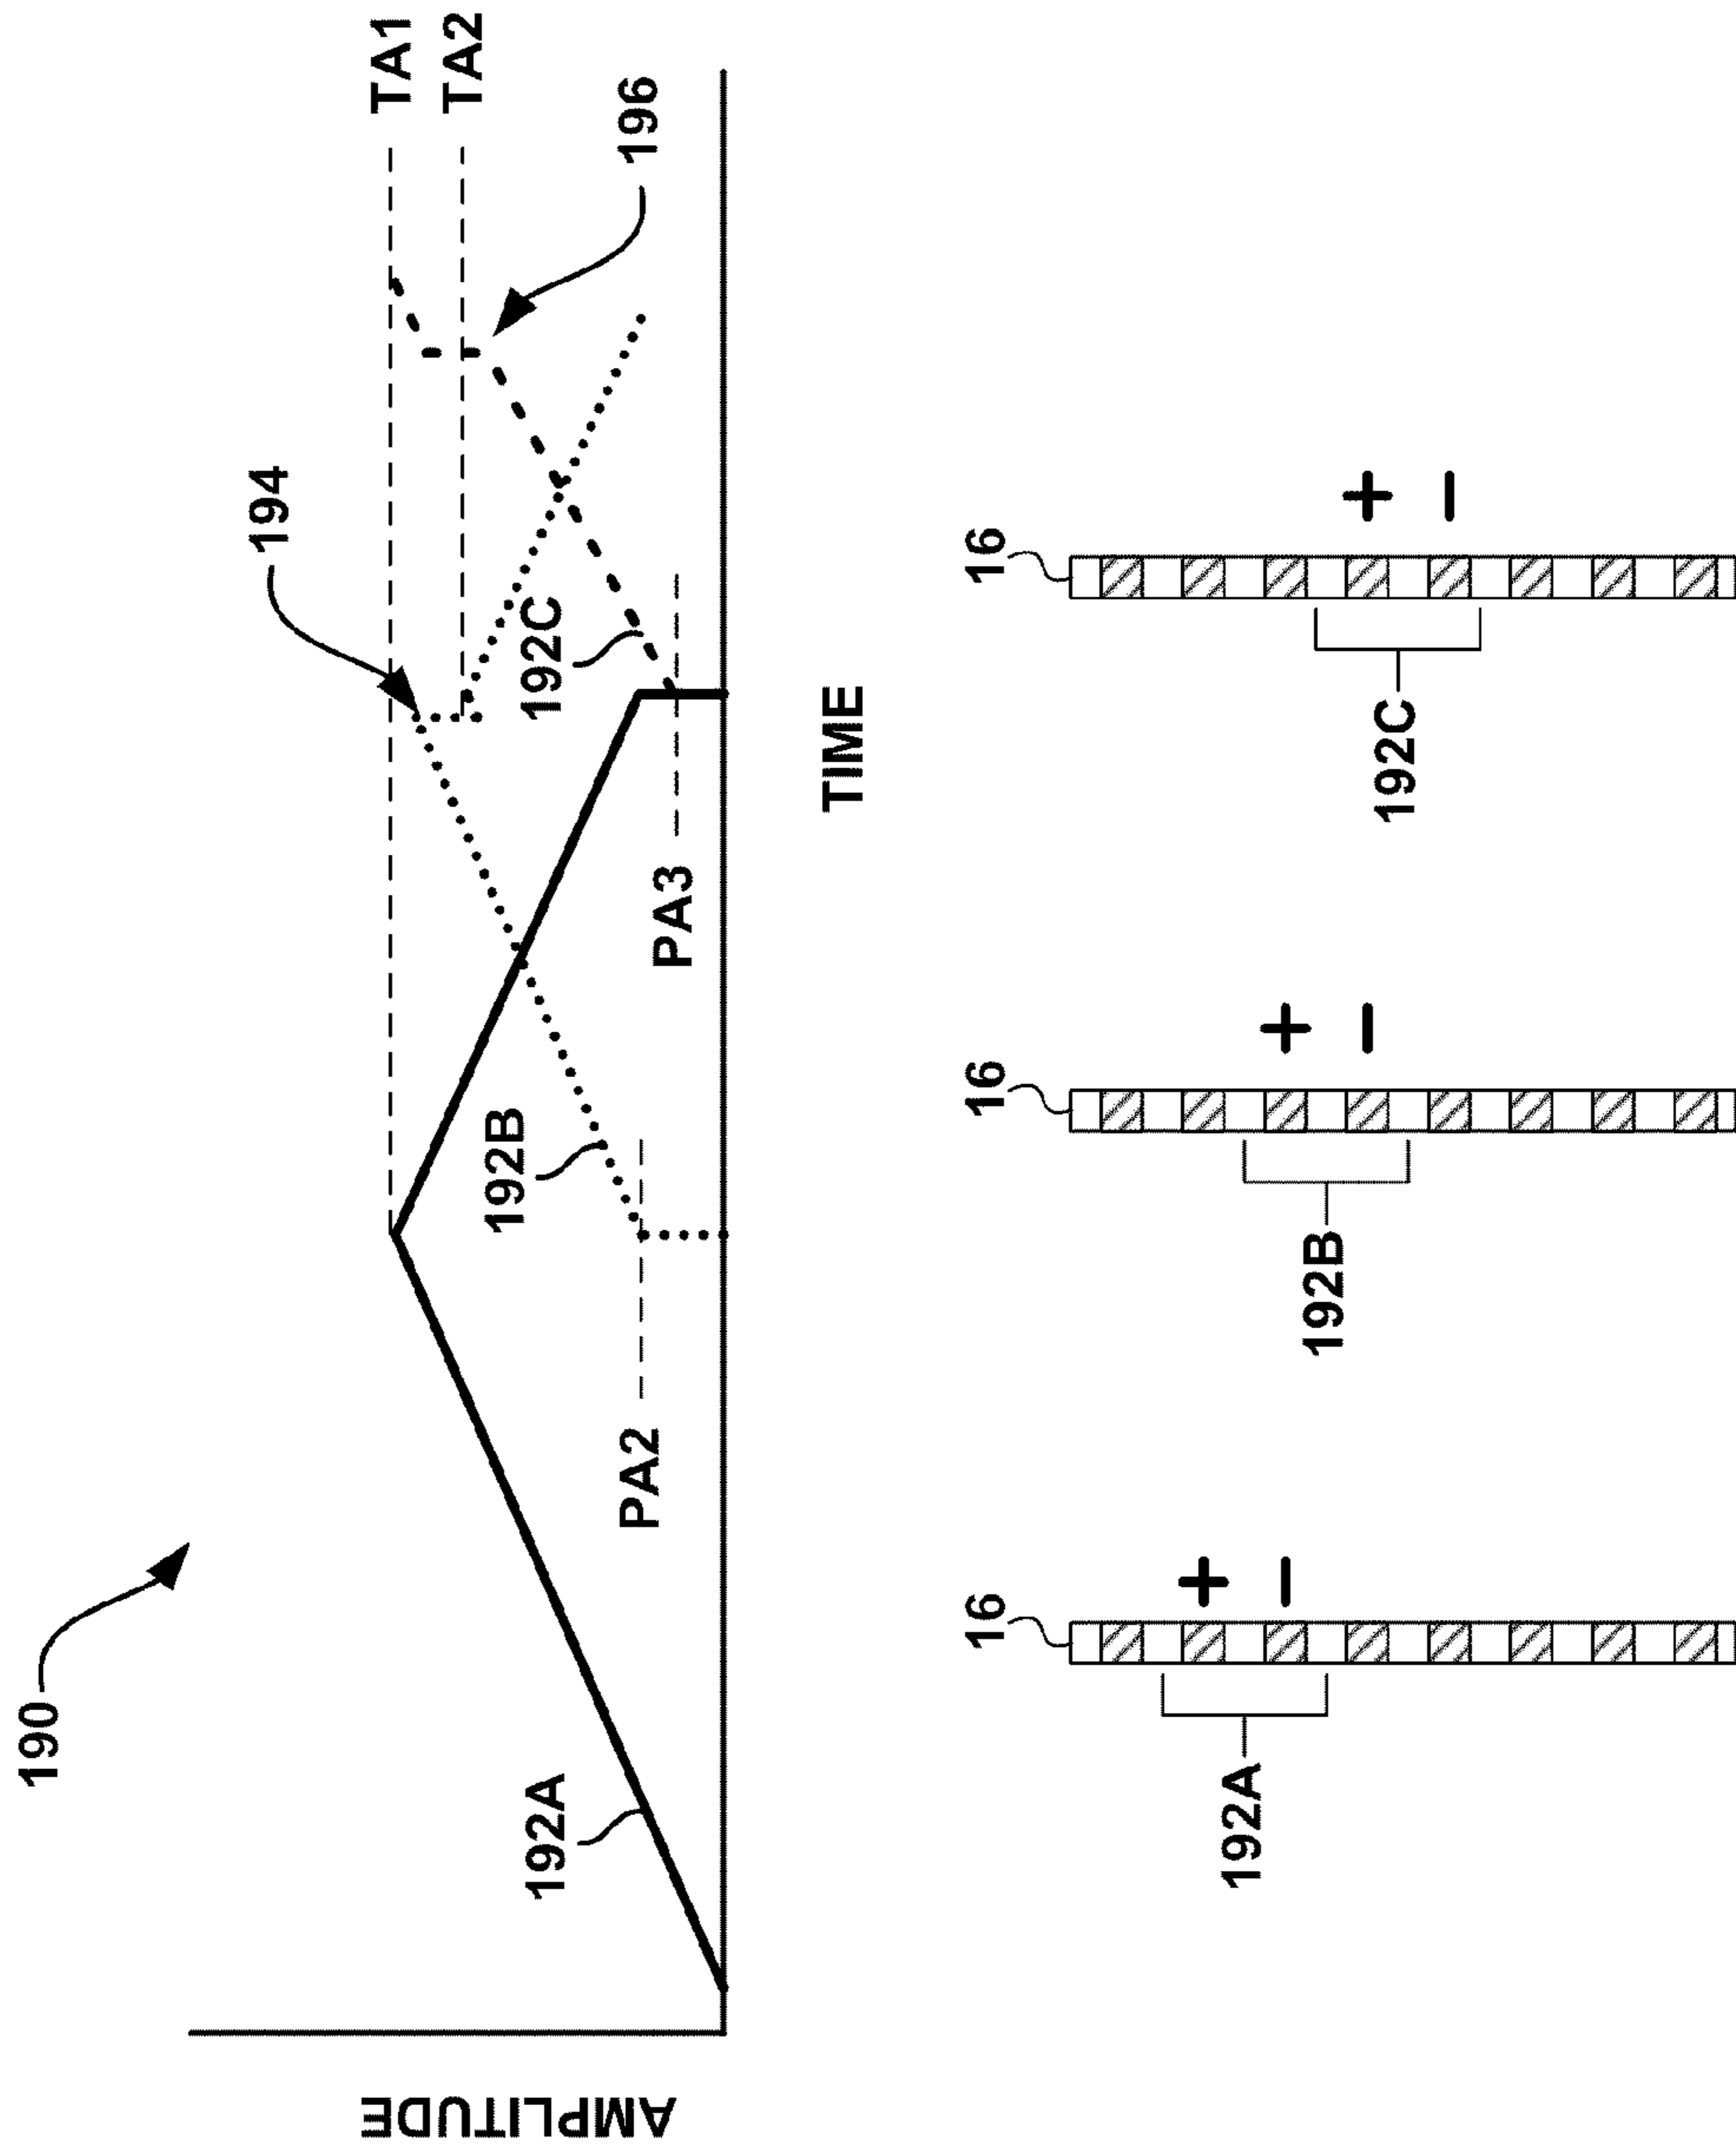 190
194
TA1
AMPLITUDE
TA2
192B
192C
192A
196
PA2
PA3
TIME
16 16 16
+
192A
− +
192B
− +
192C
−